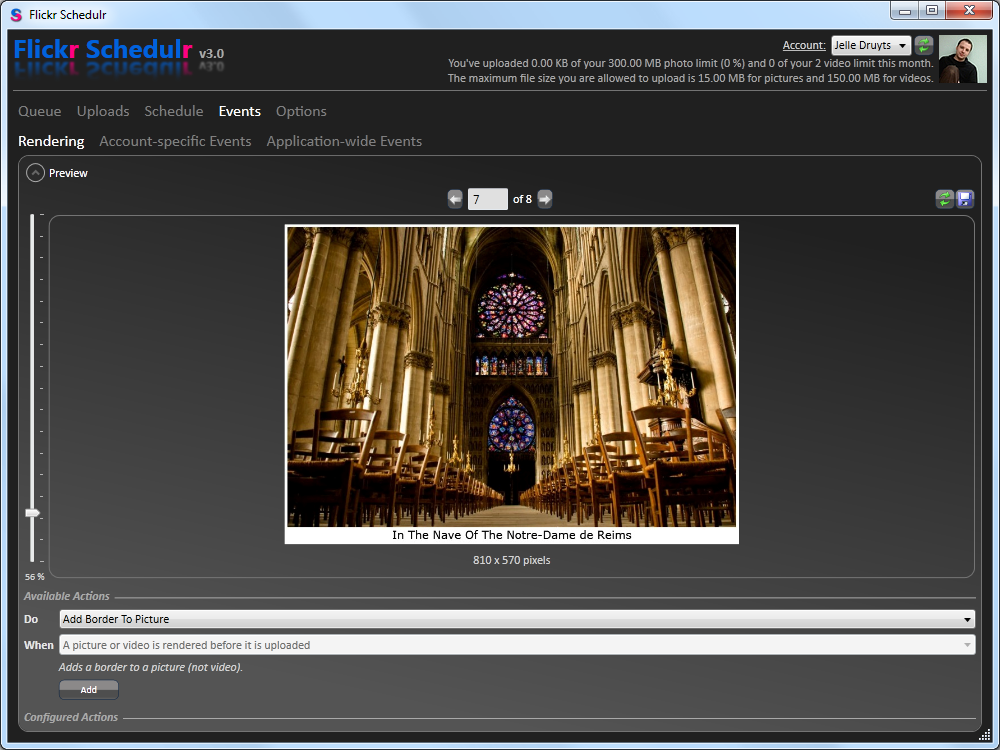 Flickr Schedulr
Flickr Schedulr v3.0
Account: Jelle Druyts
You've uploaded 0.00 KB of your 300.00 MB photo limit (0 %) and 0 of your 2 video limit this month.
The maximum file size you are allowed to upload is 15.00 MB for pictures and 150.00 MB for videos.
Queue Uploads Schedule Events Options
Rendering Account-specific Events Application-wide Events
Preview
7 of 8
In The Nave Of The Notre-Dame de Reims
810 x 570 pixels
56 %
Available Actions
Do Add Border To Picture
When A picture or video is rendered before it is uploaded
Adds a border to a picture (not video).
Add
Configured Actions